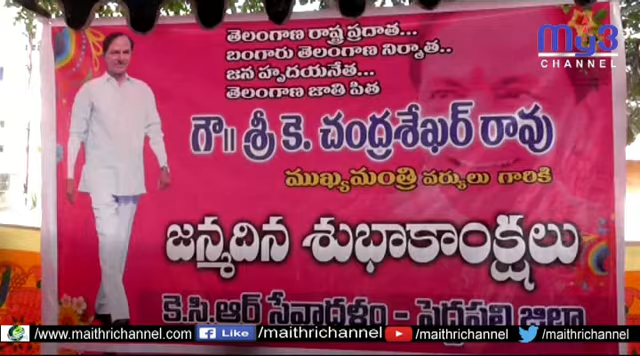 తెలంగాణ రాష్ట్ర ప్రదాత...
బంగారు తెలంగాణ నిర్మాత..
జన హృదయనేత...
తెలంగాణ జాతి పిత
గౌ॥ శ్రీ కె. చంద్రశేఖర్ రావు
ముఖ్యమంత్రి వర్యులు గారికి
జన్మదిన శుభాకాంక్షలు
కె.సి.ఆర్ సేవాదళం - పెద్దపల్లి జిల్లా
My3
CHANNEL
www.maithrichannel.com Like /maithrichannel.com /maithrichannel /maithrichannel